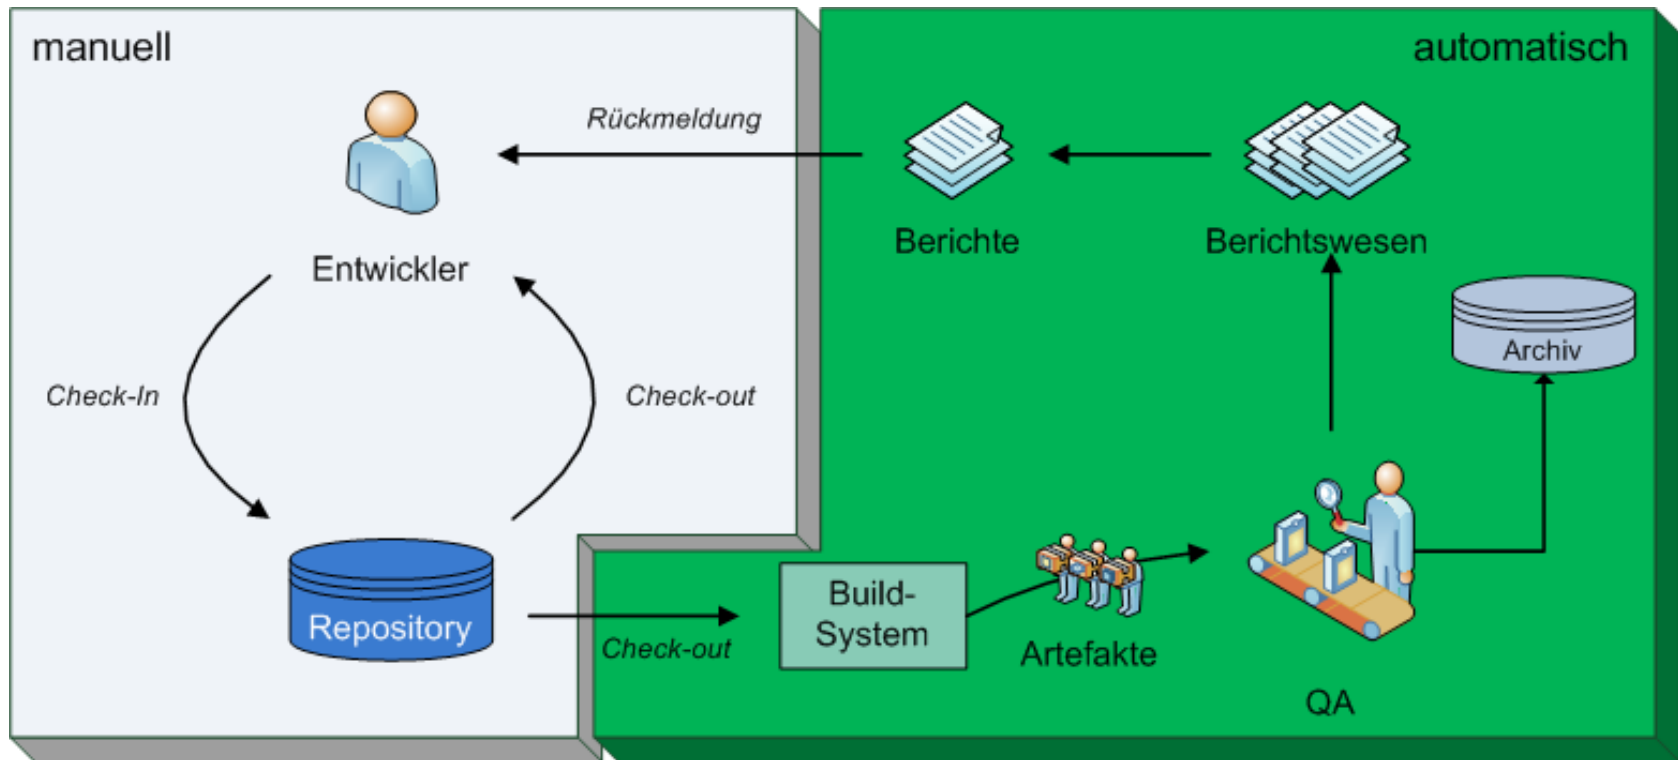 manuell
automatisch
Rückmeldung
Berichte
Berichtswesen
Entwickler
Archiv
Check-In
Check-out
Repository
Check-out
Build-
System
Artefakte
QA